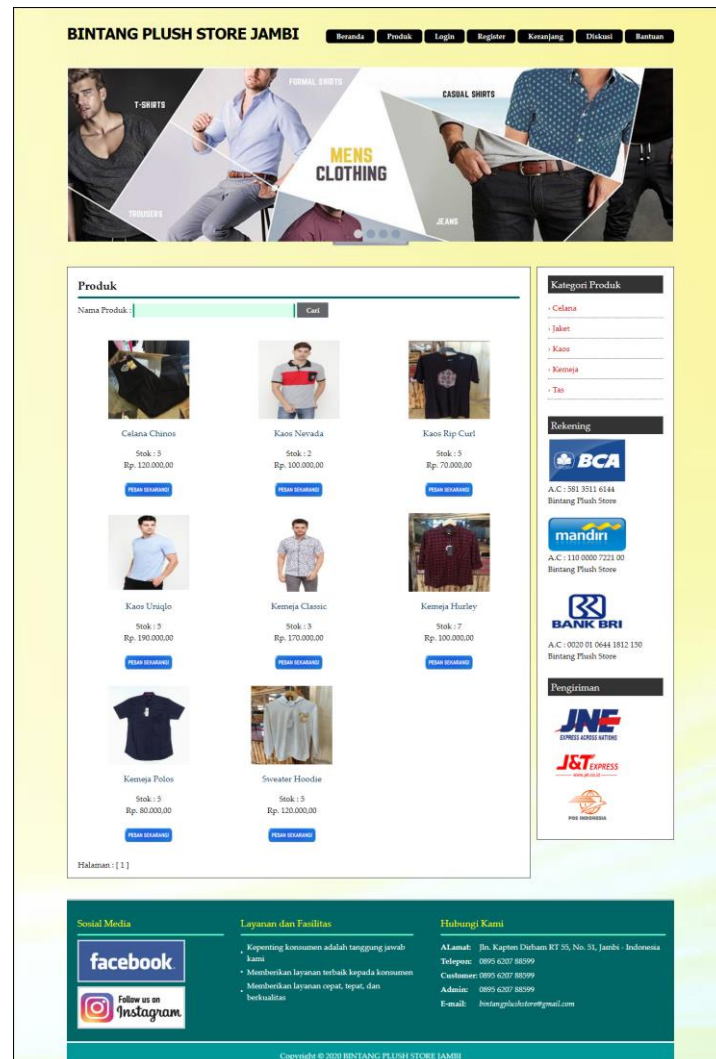 BINTANG PLUSH STORE JAMBI
Beranda Produk Login Register Keranjang Diskusi Bantuan
T-SHIRTS
FORMAL SHIRTS
CASUAL SHIRTS
MENS
CLOTHING
TROUSERS
JEANS
Produk
Nama Produk : Cari
Celana Chinos
Stok : 5
Rp. 120.000,00
PESAN SEKARANG!
Kaos Nevada
Stok : 2
Rp. 100.000,00
PESAN SEKARANG!
Kaos Rip Curl
Stok : 5
Rp. 70.000,00
PESAN SEKARANG!
Kaos Uniqlo
Stok : 5
Rp. 190.000,00
PESAN SEKARANG!
Kemeja Classic
Stok : 3
Rp. 170.000,00
PESAN SEKARANG!
Kemeja Hurley
Stok : 7
Rp. 100.000,00
PESAN SEKARANG!
Kemeja Polos
Stok : 5
Rp. 80.000,00
PESAN SEKARANG!
Sweater Hoodie
Stok : 5
Rp. 120.000,00
PESAN SEKARANG!
Halaman : [ 1 ]
Kategori Produk
› Celana
› Jaket
› Kaos
› Kemeja
› Tas
Rekening
BCA
A.C : 581 3511 6144
Bintang Plush Store
mandiri
A.C : 110 0000 7221 00
Bintang Plush Store
BANK BRI
A.C : 0020 01 0644 1812 150
Bintang Plush Store
Pengiriman
JNE
EXPRESS ACROSS NATIONS
J&T EXPRESS
www.jet.co.id
POS INDONESIA
Sosial Media
facebook.
Follow us on
Instagram
Layanan dan Fasilitas
• Kepenting konsumen adalah tanggung jawab
kami
• Memberikan layanan terbaik kepada konsumen
• Memberikan layanan cepat, tepat, dan
berkualitas
Hubungi Kami
ALamat: Jln. Kapten Dirham RT 55, No. 51, Jambi - Indonesia
Telepon: 0895 6207 88599
Customer: 0895 6207 88599
Admin: 0895 6207 88599
E-mail: bintangplushstore@gmail.com
Copyright © 2020 BINTANG PLUSH STORE JAMBI